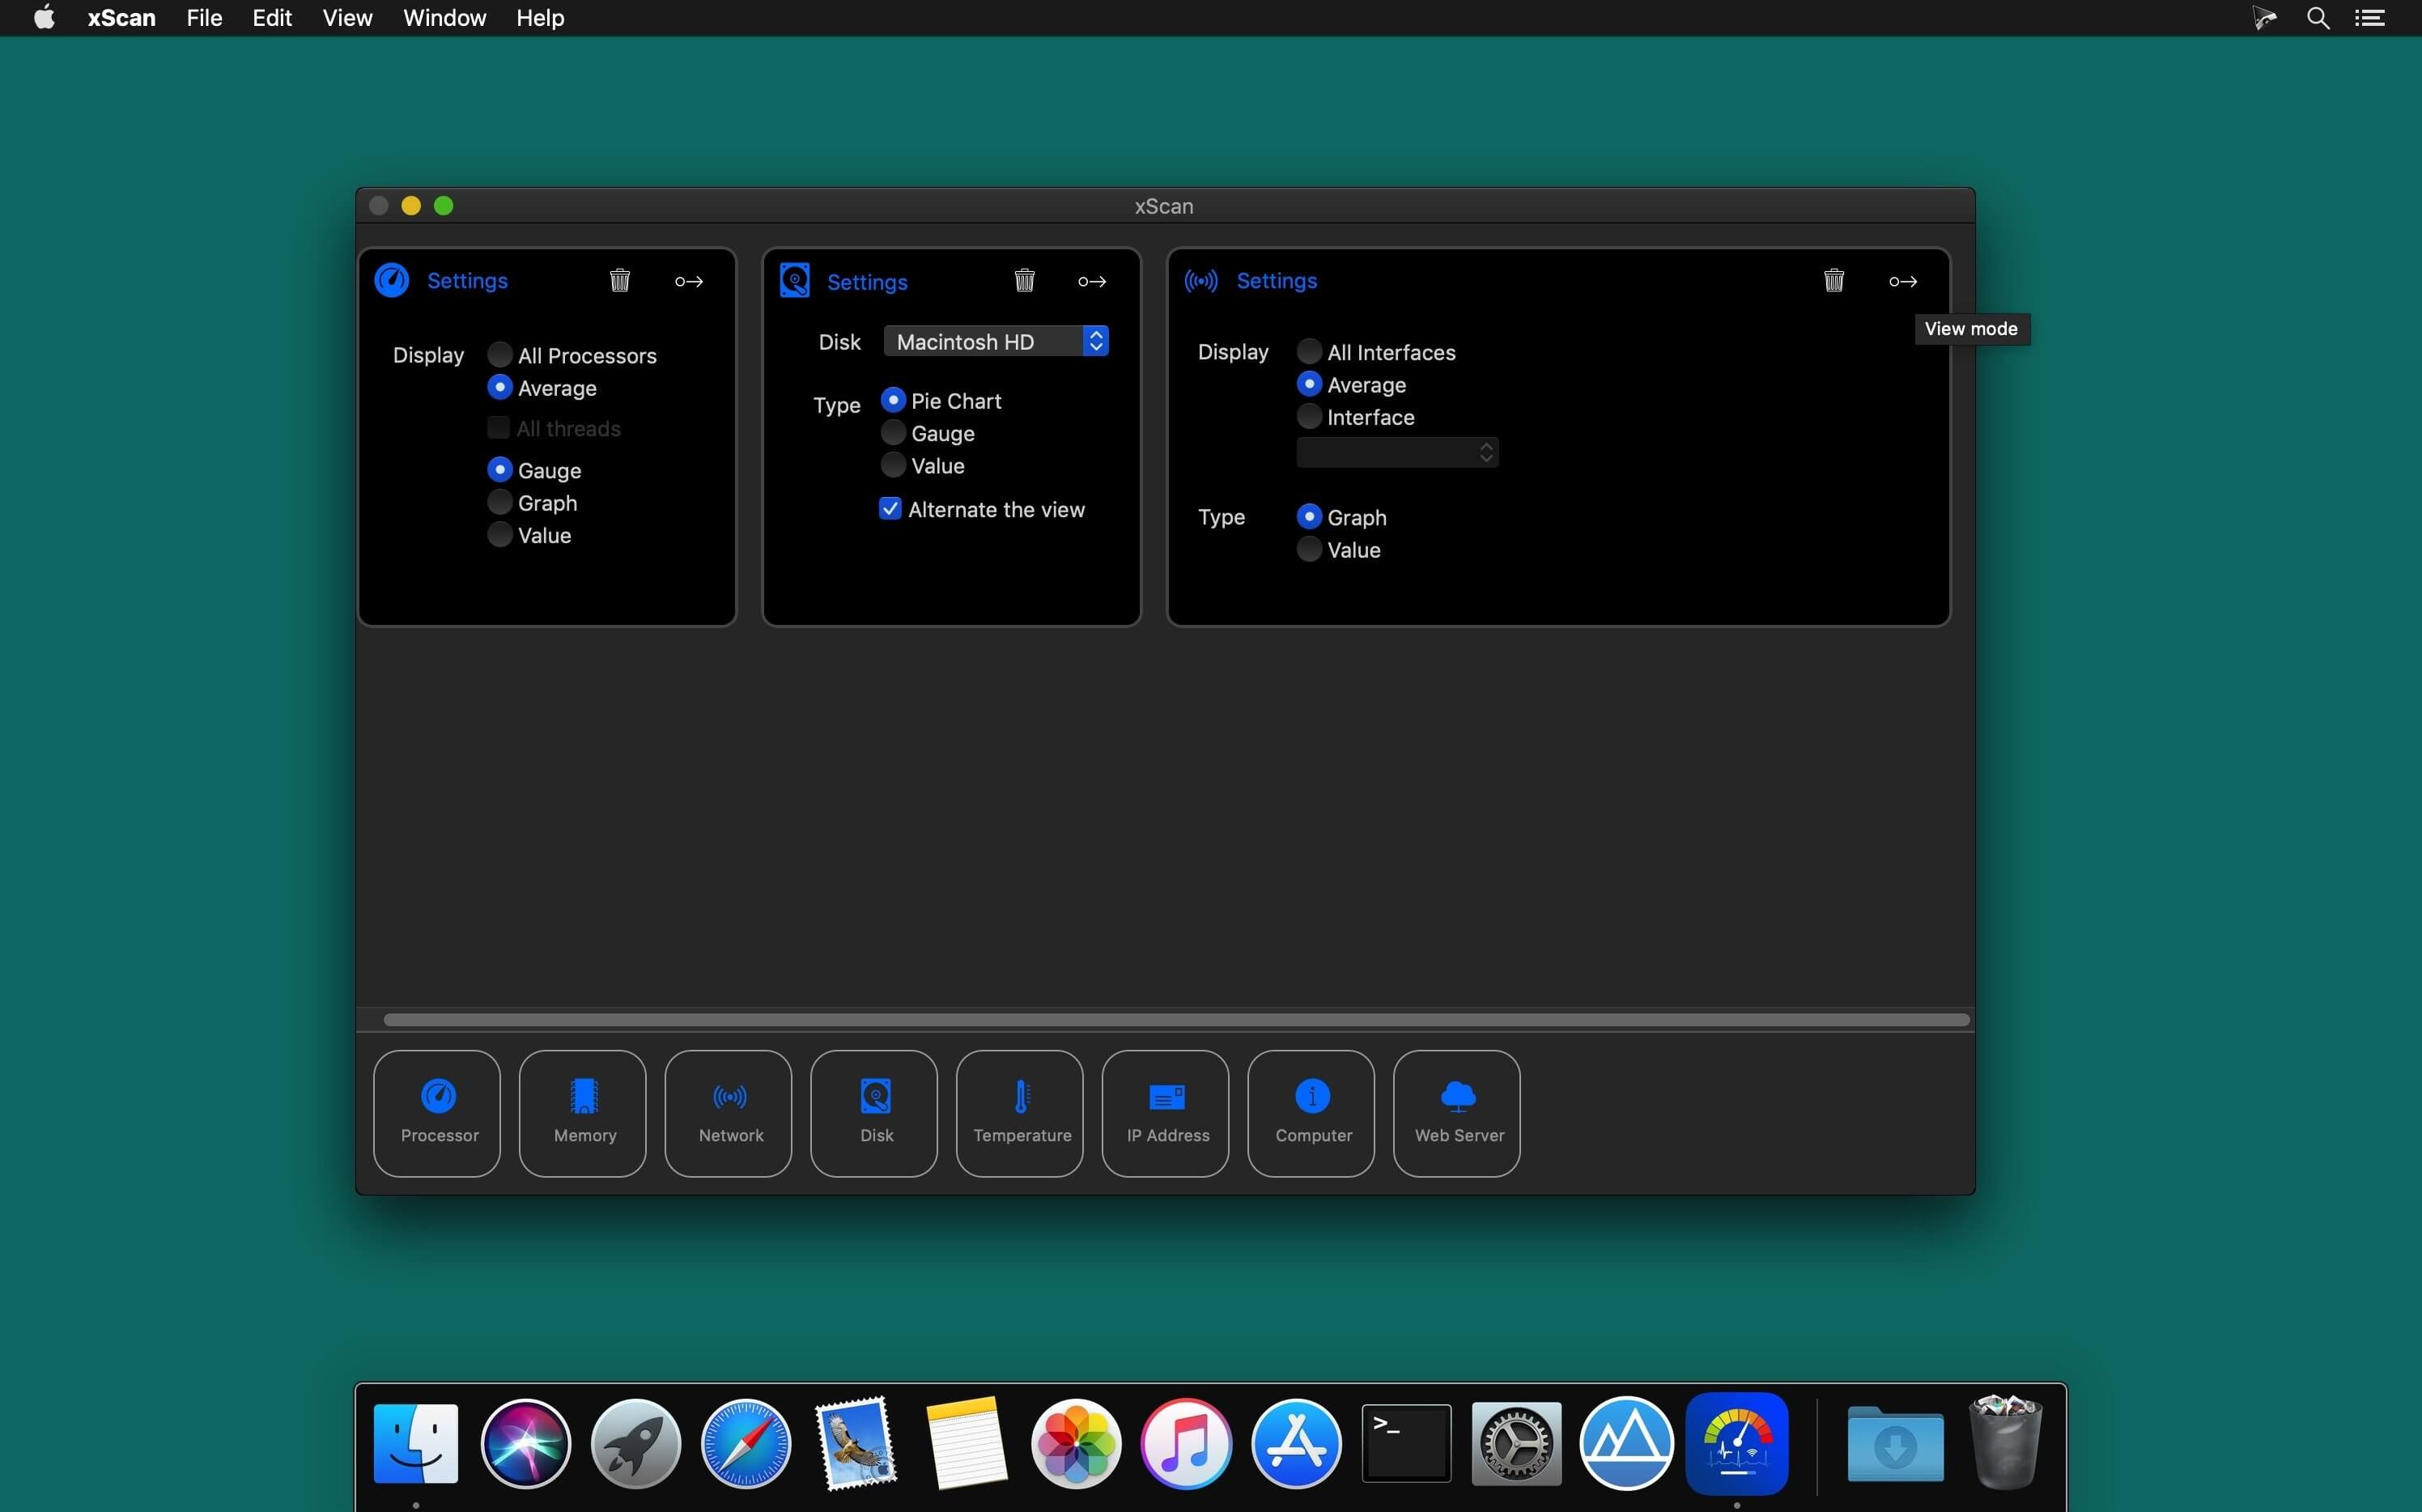 xScan File Edit View Window Help
xScan
Settings
Display
All Processors
Average
All threads
Gauge
Graph
Value
Settings
Disk
Macintosh HD
Type
Pie Chart
Gauge
Value
Alternate the view
Settings
View mode
Display
All Interfaces
Average
Interface
Type
Graph
Value
Processor
Memory
Network
Disk
Temperature
IP Address
Computer
Web Server
>_